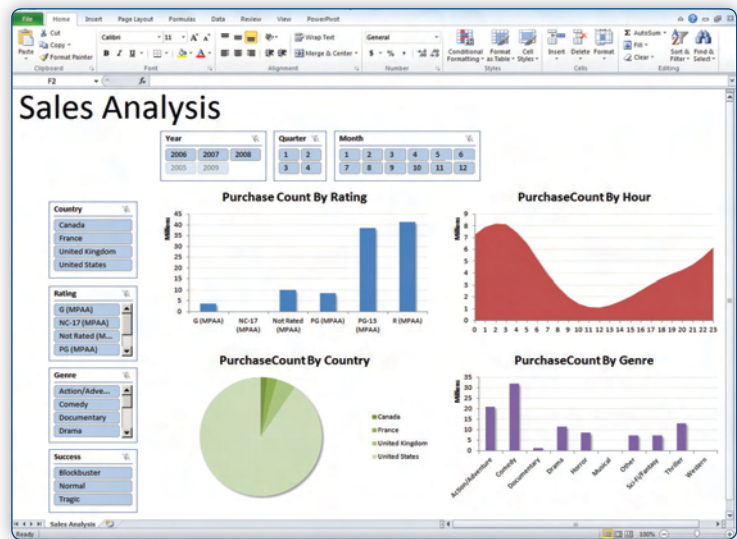 File Home Insert Page Layout Formulas Data Review View PowerPivot
Cut
Copy
Format Painter
Paste
Calibri 11 A A
B I U A
Wrap Text
Merge & Center
General
$ % ,
Conditional Formatting
Format as Table
Cell Styles
Insert Delete Format
Σ AutoSum
Fill
Clear
Sort & Filter
Find & Select
Clipboard Font Alignment Number Styles Cells Editing
F2 fx
Sales Analysis
Year
2006 2007 2008
2005 2009
Quarter
1 2
3 4
Month
1 2 3 4 5 6
7 8 9 10 11 12
Country
Canada
France
United Kingdom
United States
Rating
G (MPAA)
NC-17 (MPAA)
Not Rated (M...
PG (MPAA)
Genre
Action/Adve...
Comedy
Documentary
Drama
Success
Blockbuster
Normal
Tragic
Purchase Count By Rating
Millions
45
40
35
30
25
20
15
10
5
0
G (MPAA) NC-17 (MPAA) Not Rated (MPAA) PG (MPAA) PG-13 (MPAA) R (MPAA)
PurchaseCount By Hour
Millions
9
8
7
6
5
4
3
2
1
0
0 1 2 3 4 5 6 7 8 9 10 11 12 13 14 15 16 17 18 19 20 21 22 23
PurchaseCount By Country
Canada
France
United Kingdom
United States
PurchaseCount By Genre
Millions
35
30
25
20
15
10
5
0
Action/Adventure Comedy Documentary Drama Horror Musical Other Sci-Fi/Fantasy Thriller Western
Sales Analysis
Ready 100%